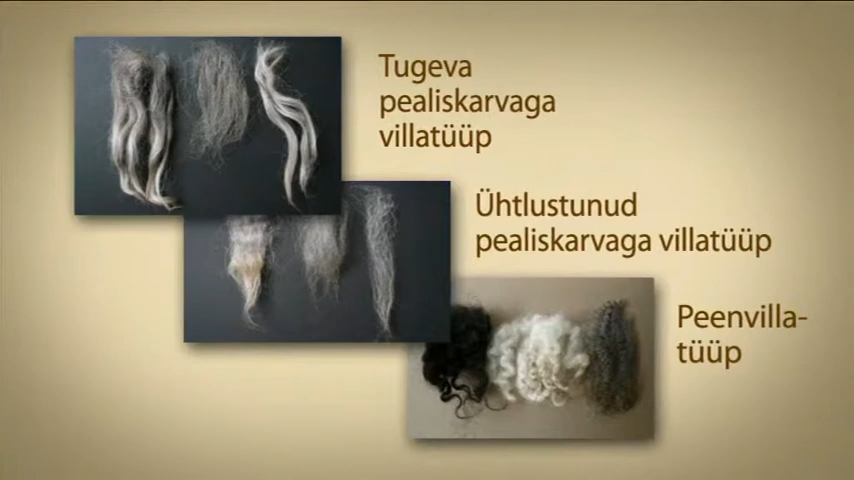 Tugeva
pealiskarvaga
villatüüp
Ühtlustunud
pealiskarvaga villatüüp
Peenvilla-
tüüp